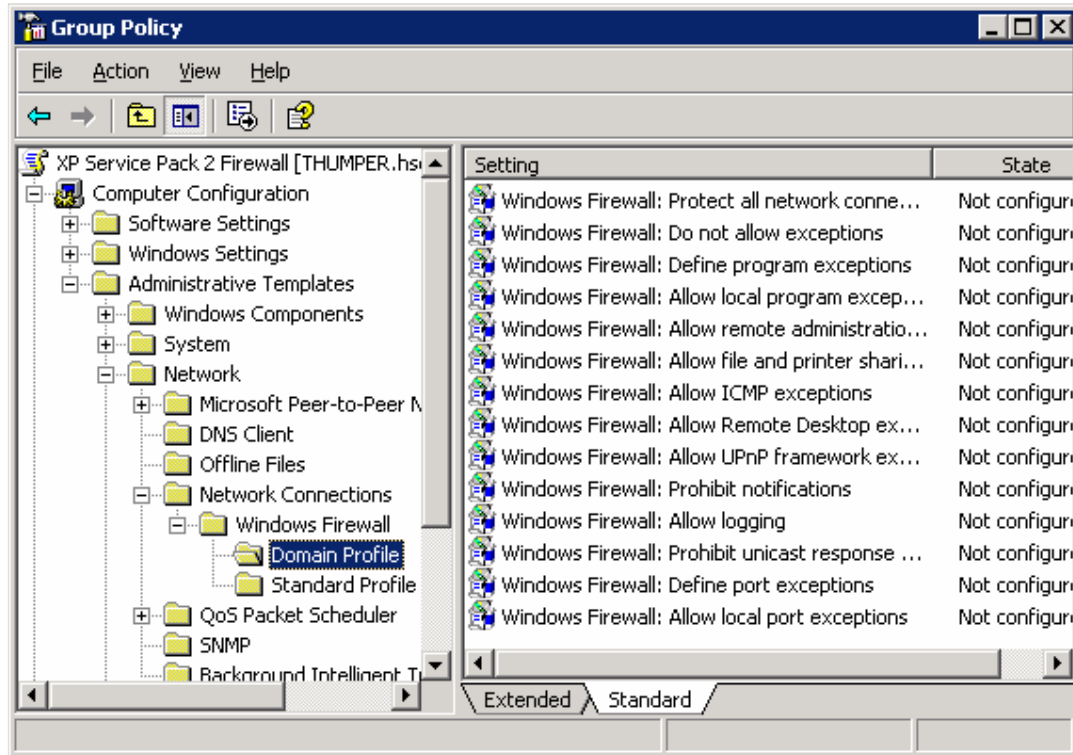 Group Policy
File Action View Help
XP Service Pack 2 Firewall [THUMPER.hs
Computer Configuration
Software Settings
Windows Settings
Administrative Templates
Windows Components
System
Network
Microsoft Peer-to-Peer N
DNS Client
Offline Files
Network Connections
Windows Firewall
Domain Profile
Standard Profile
QoS Packet Scheduler
SNMP
Background Intelligent T
Setting State
Windows Firewall: Protect all network conne... Not configur
Windows Firewall: Do not allow exceptions Not configur
Windows Firewall: Define program exceptions Not configur
Windows Firewall: Allow local program excep... Not configur
Windows Firewall: Allow remote administratio... Not configur
Windows Firewall: Allow file and printer shari... Not configur
Windows Firewall: Allow ICMP exceptions Not configur
Windows Firewall: Allow Remote Desktop ex... Not configur
Windows Firewall: Allow UPnP framework ex... Not configur
Windows Firewall: Prohibit notifications Not configur
Windows Firewall: Allow logging Not configur
Windows Firewall: Prohibit unicast response ... Not configur
Windows Firewall: Define port exceptions Not configur
Windows Firewall: Allow local port exceptions Not configur
Extended Standard